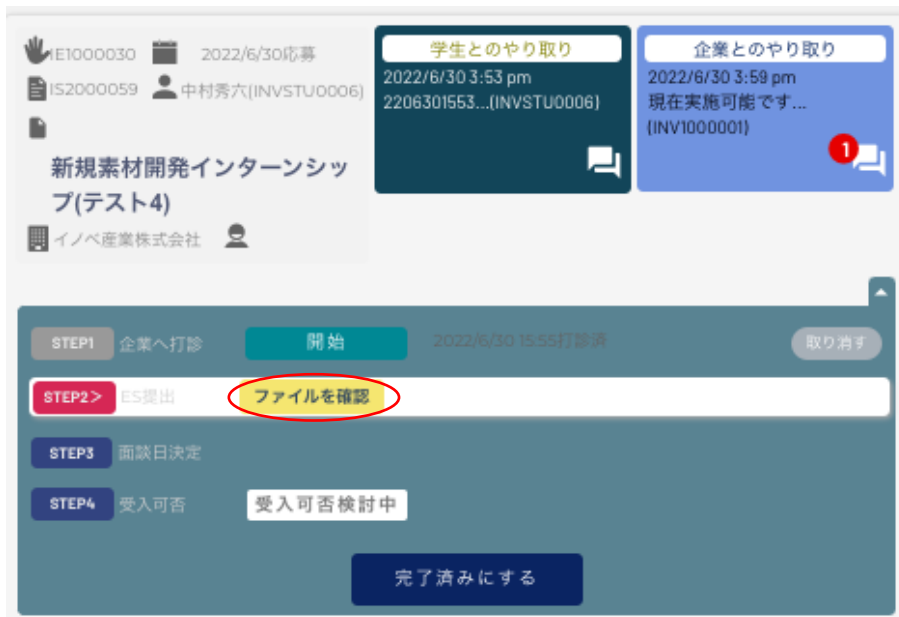 IE1000030 2022/6/30応募
IS2000059 中村秀六(INVSTU0006)
新規素材開発インターンシッ
プ(テスト4)
イノベ産業株式会社
学生とのやり取り
2022/6/30 3:53 pm
2206301553...(INVSTU0006)
企業とのやり取り
2022/6/30 3:59 pm
現在実施可能です...
(INV1000001)
1
STEP1 企業へ打診 開始 2022/6/30 15:55打診済 取り消す
STEP2> ES提出 ファイルを確認
STEP3 面談日決定
STEP4 受入可否 受入可否検討中
完了済みにする